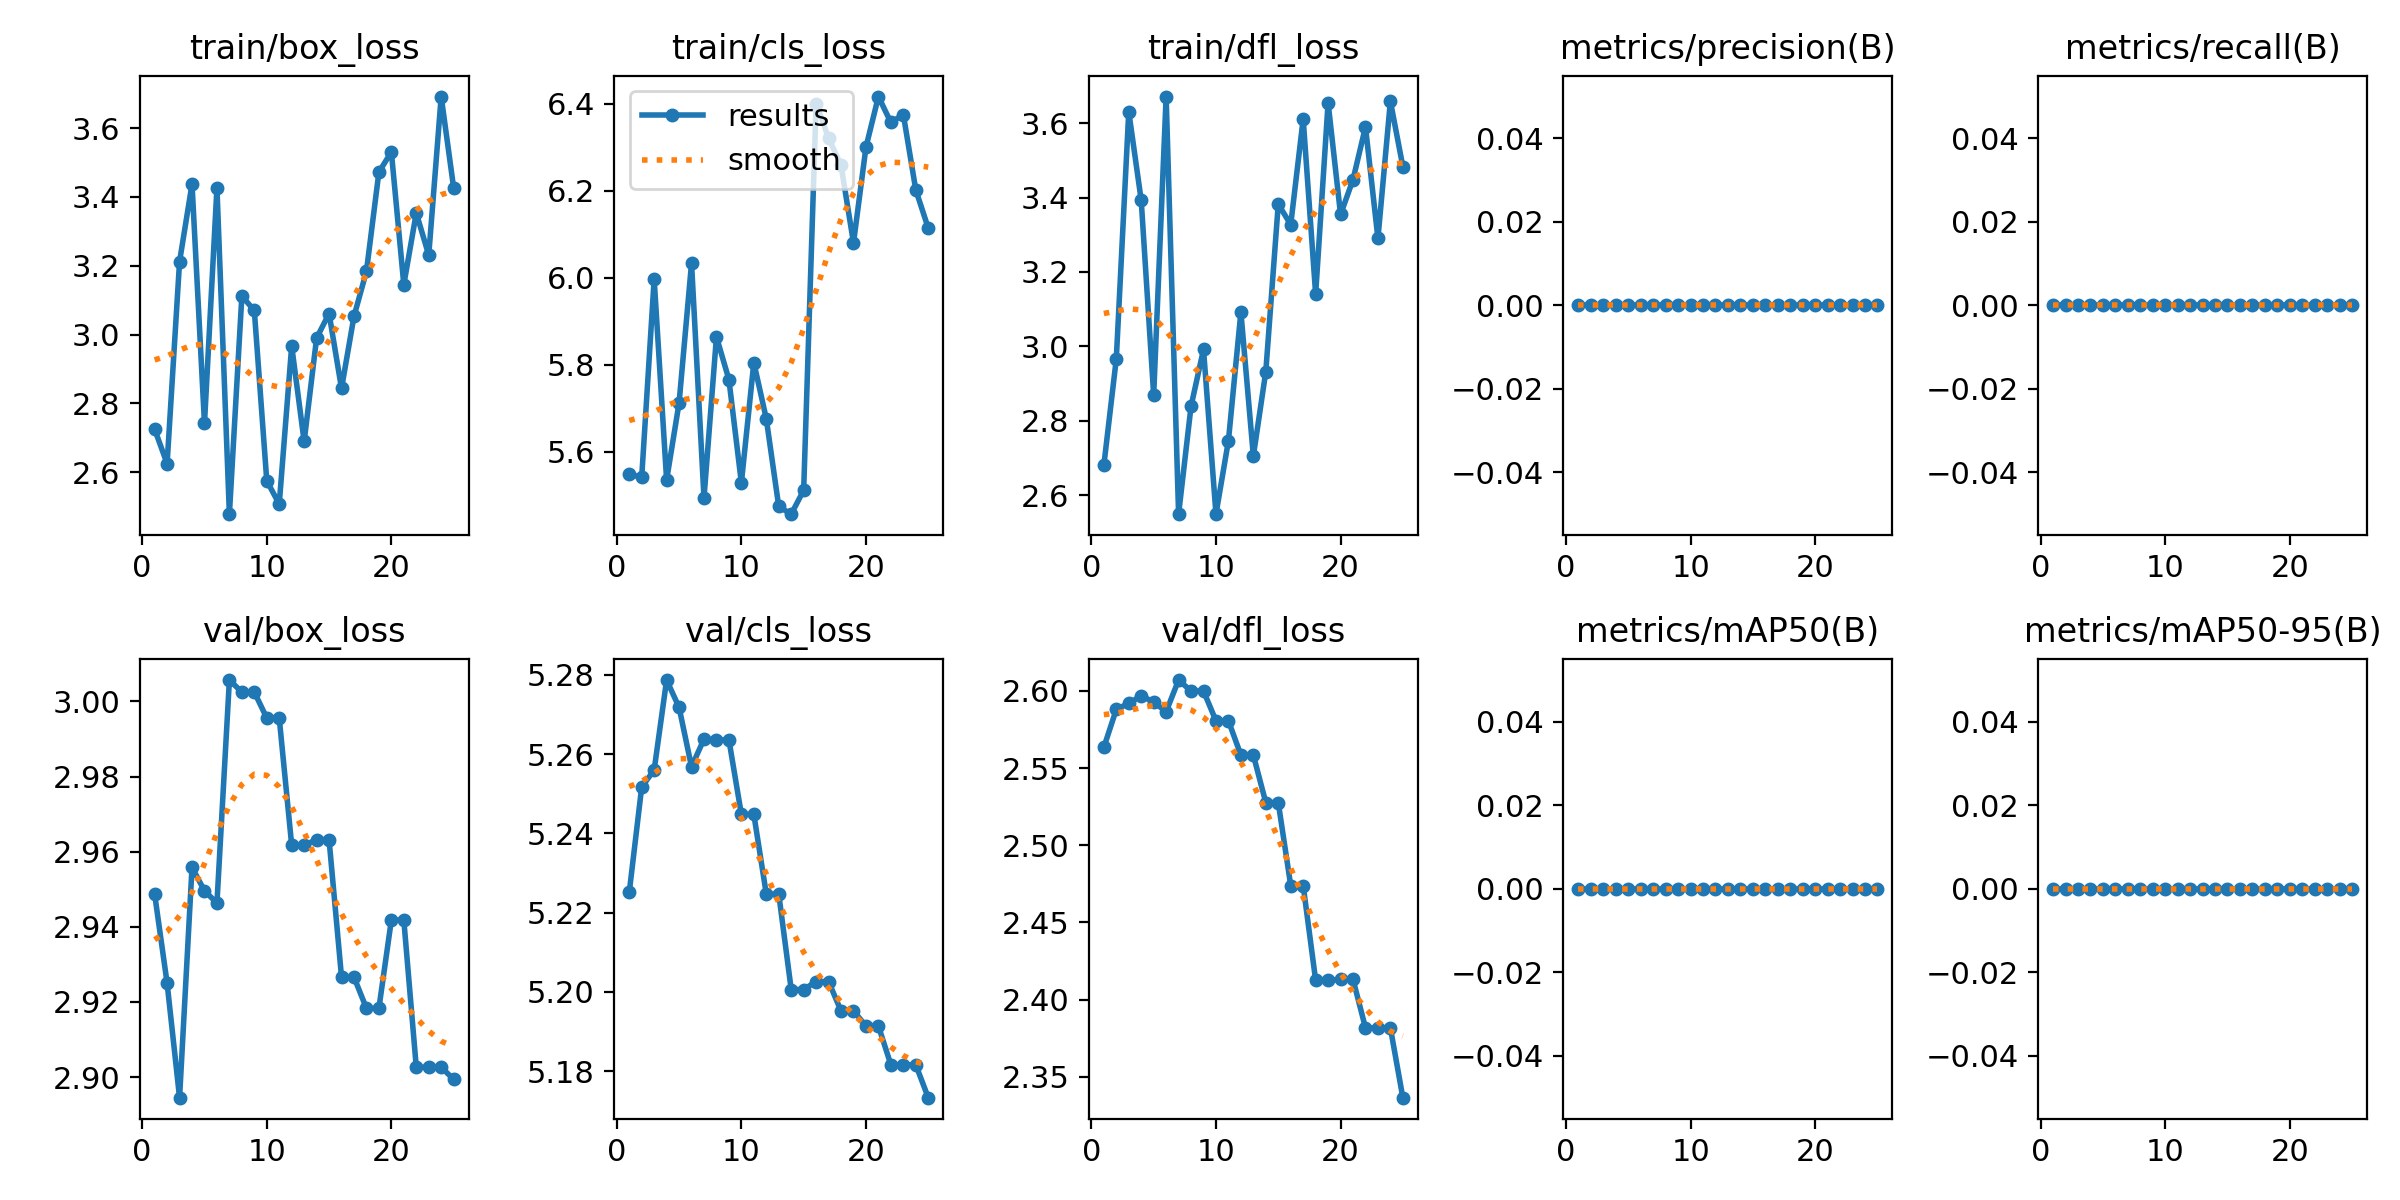 train/box_loss
3.6
3.4
3.2
3.0
2.8
2.6
0 10 20
train/cls_loss
results
smooth
6.4
6.2
6.0
5.8
5.6
0 10 20
train/dfl_loss
3.6
3.4
3.2
3.0
2.8
2.6
0 10 20
metrics/precision(B)
0.04
0.02
0.00
−0.02
−0.04
0 10 20
metrics/recall(B)
0.04
0.02
0.00
−0.02
−0.04
0 10 20
val/box_loss
3.00
2.98
2.96
2.94
2.92
2.90
0 10 20
val/cls_loss
5.28
5.26
5.24
5.22
5.20
5.18
0 10 20
val/dfl_loss
2.60
2.55
2.50
2.45
2.40
2.35
0 10 20
metrics/mAP50(B)
0.04
0.02
0.00
−0.02
−0.04
0 10 20
metrics/mAP50-95(B)
0.04
0.02
0.00
−0.02
−0.04
0 10 20